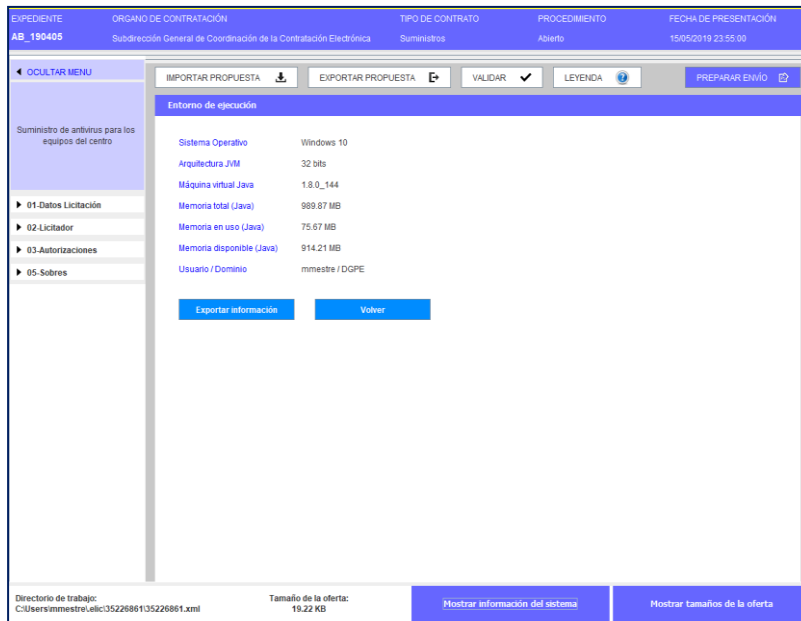 EXPEDIENTE ORGANO DE CONTRATACIÓN TIPO DE CONTRATO PROCEDIMIENTO FECHA DE PRESENTACIÓN
AB_190405 Subdirección General de Coordinación de la Contratación Electrónica Suministros Abierto 15/05/2019 23:55:00
OCULTAR MENU
IMPORTAR PROPUESTA EXPORTAR PROPUESTA VALIDAR LEYENDA PREPARAR ENVÍO
Entorno de ejecución
Suministro de antivirus para los
equipos del centro
01-Datos Licitación
02-Licitador
03-Autorizaciones
05-Sobres
Sistema Operativo Windows 10
Arquitectura JVM 32 bits
Máquina virtual Java 1.8.0_144
Memoria total (Java) 989.87 MB
Memoria en uso (Java) 75.67 MB
Memoria disponible (Java) 914.21 MB
Usuario / Dominio mmestre / DGPE
Exportar información Volver
Directorio de trabajo: Tamaño de la oferta:
C:\Users\mmestre\.elic\35226861\35226861.xml 19.22 KB
Mostrar información del sistema Mostrar tamaños de la oferta